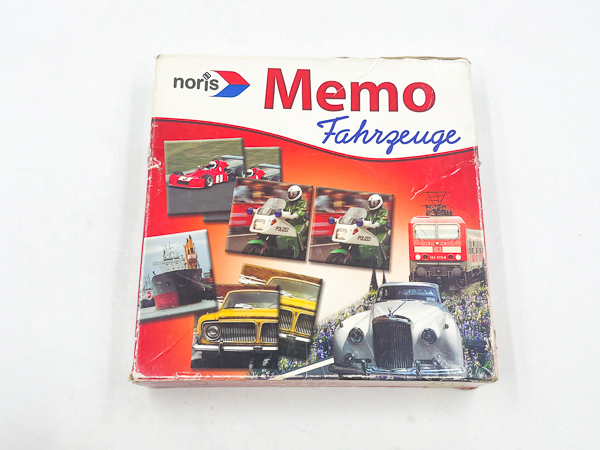 noris
Memo
Fahrzeuge
POLIZEI
POLIZEI